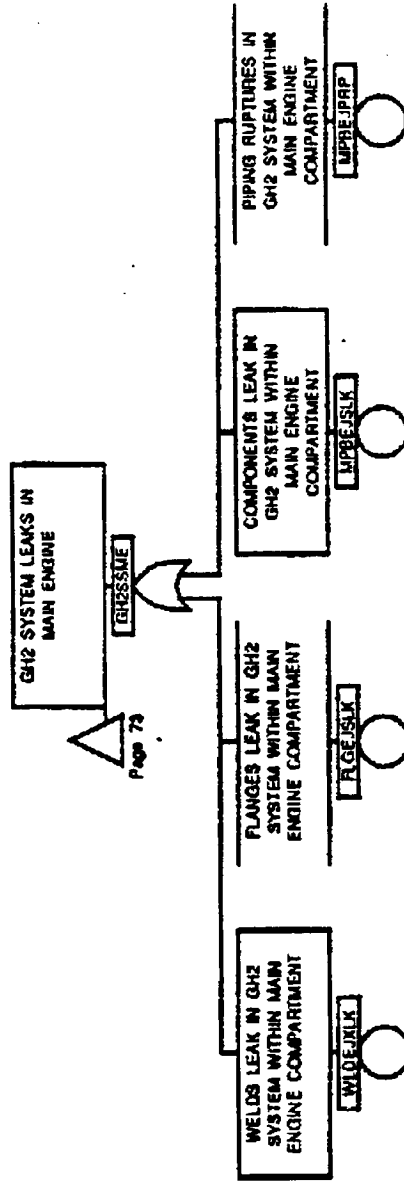 GH2 SYSTEM LEAKS IN
MAIN ENGINE
GH2SSME
Page 73
WELDS LEAK IN GH2
SYSTEM WITHIN MAIN
ENGINE COMPARTMENT
WLDEJXLK
FLANGES LEAK IN GH2
SYSTEM WITHIN MAIN
ENGINE COMPARTMENT
FLGEJSLK
COMPONENTS LEAK IN
GH2 SYSTEM WITHIN
MAIN ENGINE
COMPARTMENT
MPBEJSLK
PIPING RUPTURES IN
GH2 SYSTEM WITHIN
MAIN ENGINE
COMPARTMENT
MPBEJPRP